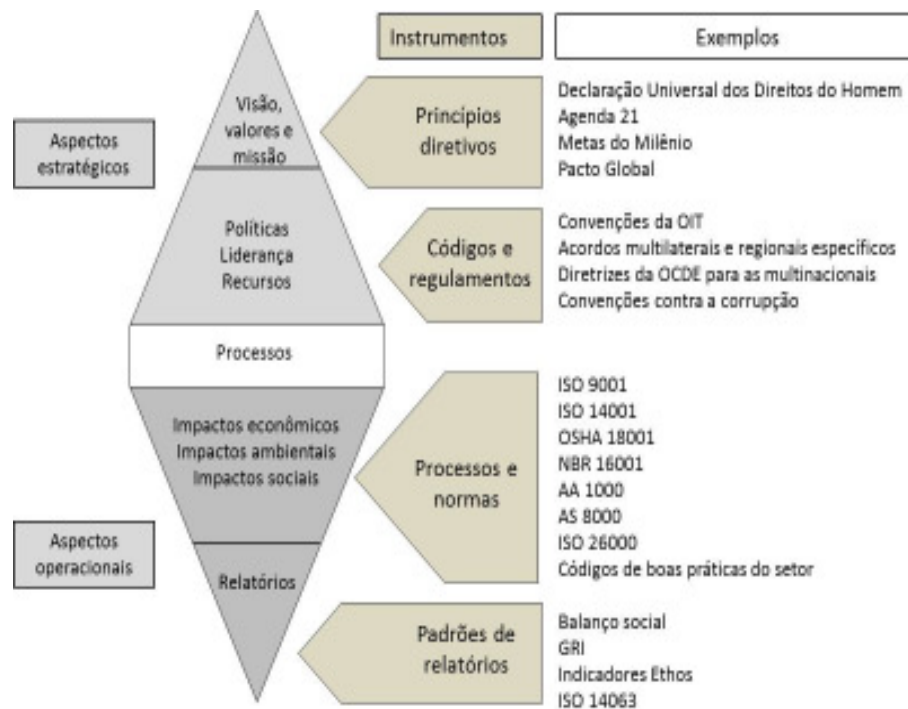 Instrumentos
Exemplos
Aspectos
estratégicos
Visão,
valores e
missão
Princípios
diretivos
Declaração Universal dos Direitos do Homem
Agenda 21
Metas do Milênio
Pacto Global
Políticas
Liderança
Recursos
Códigos e
regulamentos
Convenções da OIT
Acordos multilaterais e regionais específicos
Diretrizes da OCDE para as multinacionais
Convenções contra a corrupção
Processos
Impactos econômicos
Impactos ambientais
Impactos sociais
Processos e
normas
ISO 9001
ISO 14001
OSHA 18001
NBR 16001
AA 1000
AS 8000
ISO 26000
Códigos de boas práticas do setor
Aspectos
operacionais
Relatórios
Padrões de
relatórios
Balanço social
GRI
Indicadores Ethos
ISO 14063